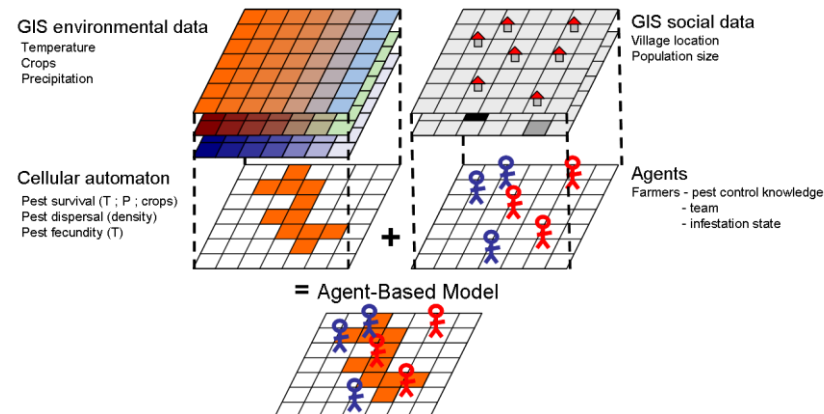 GIS environmental data
Temperature
Crops
Precipitation
GIS social data
Village location
Population size
Cellular automaton
Pest survival (T ; P ; crops)
Pest dispersal (density)
Pest fecundity (T)
+
Agents
Farmers - pest control knowledge
- team
- infestation state
= Agent-Based Model